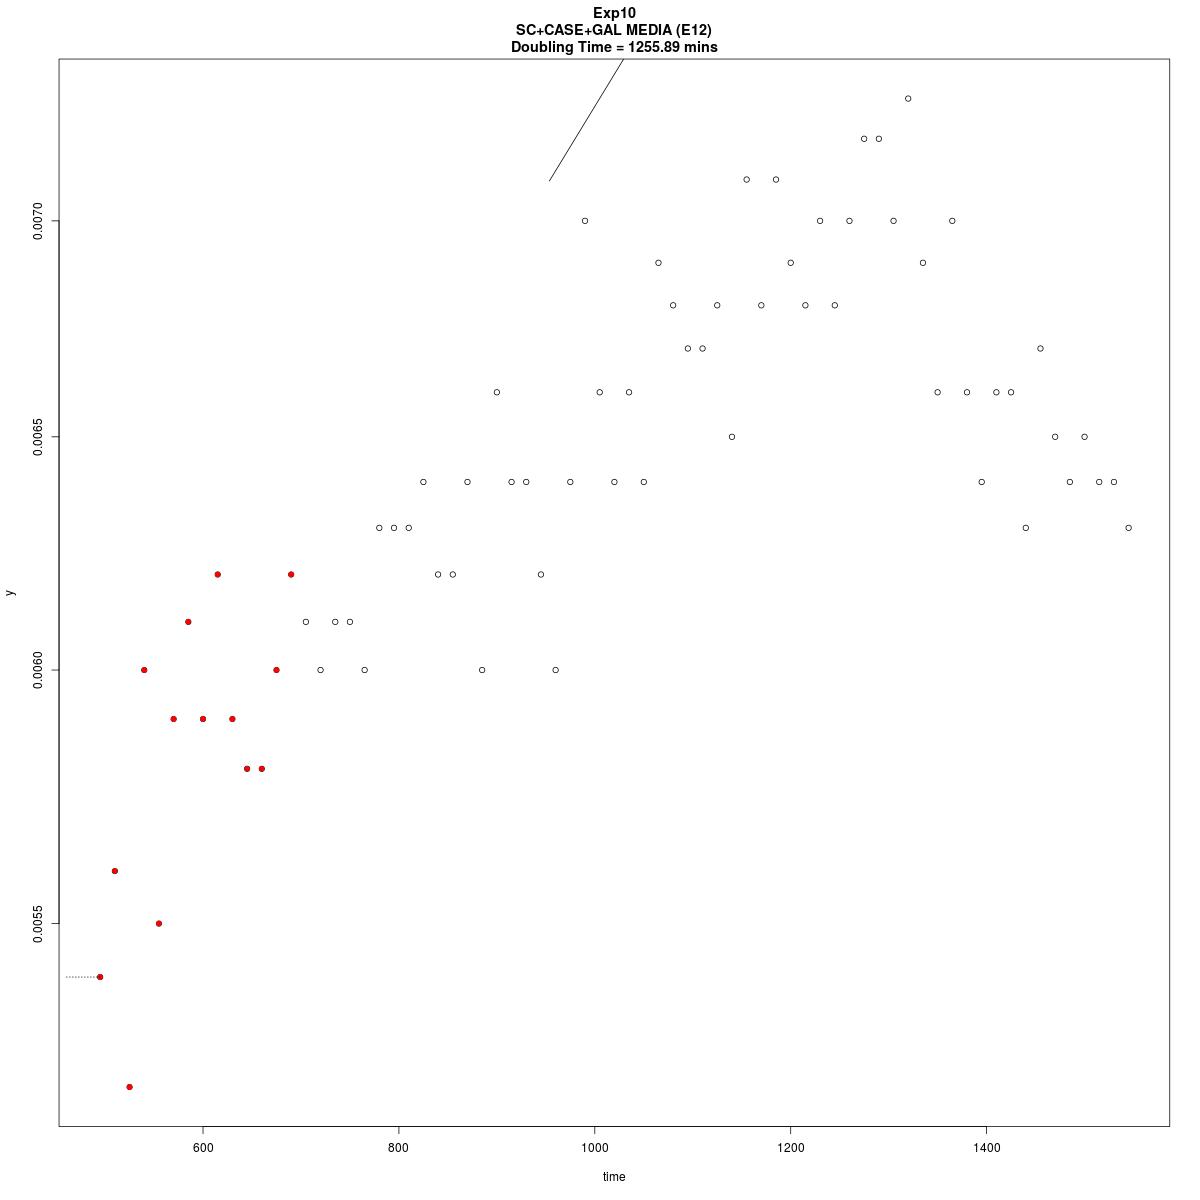 Exp10
SC+CASE+GAL MEDIA (E12)
Doubling Time = 1255.89 mins
0.0070
0.0065
0.0060
0.0055
y
600 800 1000 1200 1400
time